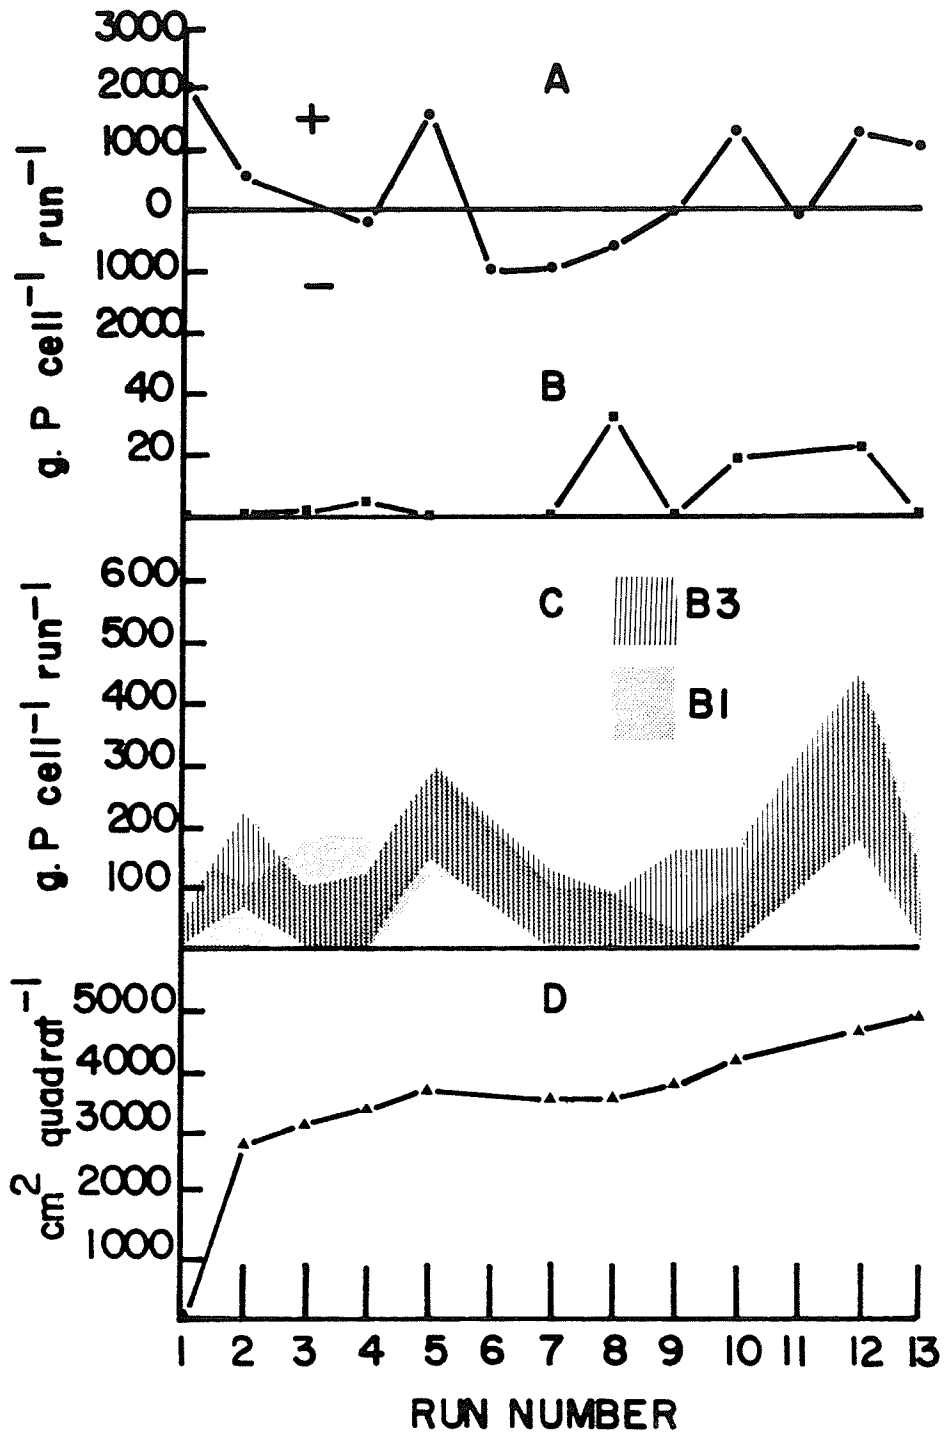 g. P cell⁻¹ run⁻¹
3000
2000
1000
0
1000
2000
A
+
−
40
20
B
g. P cell⁻¹ run⁻¹
600
500
400
300
200
100
C
B3
B1
cm² quadrat⁻¹
5000
4000
3000
2000
1000
D
1 2 3 4 5 6 7 8 9 10 11 12 13
RUN NUMBER